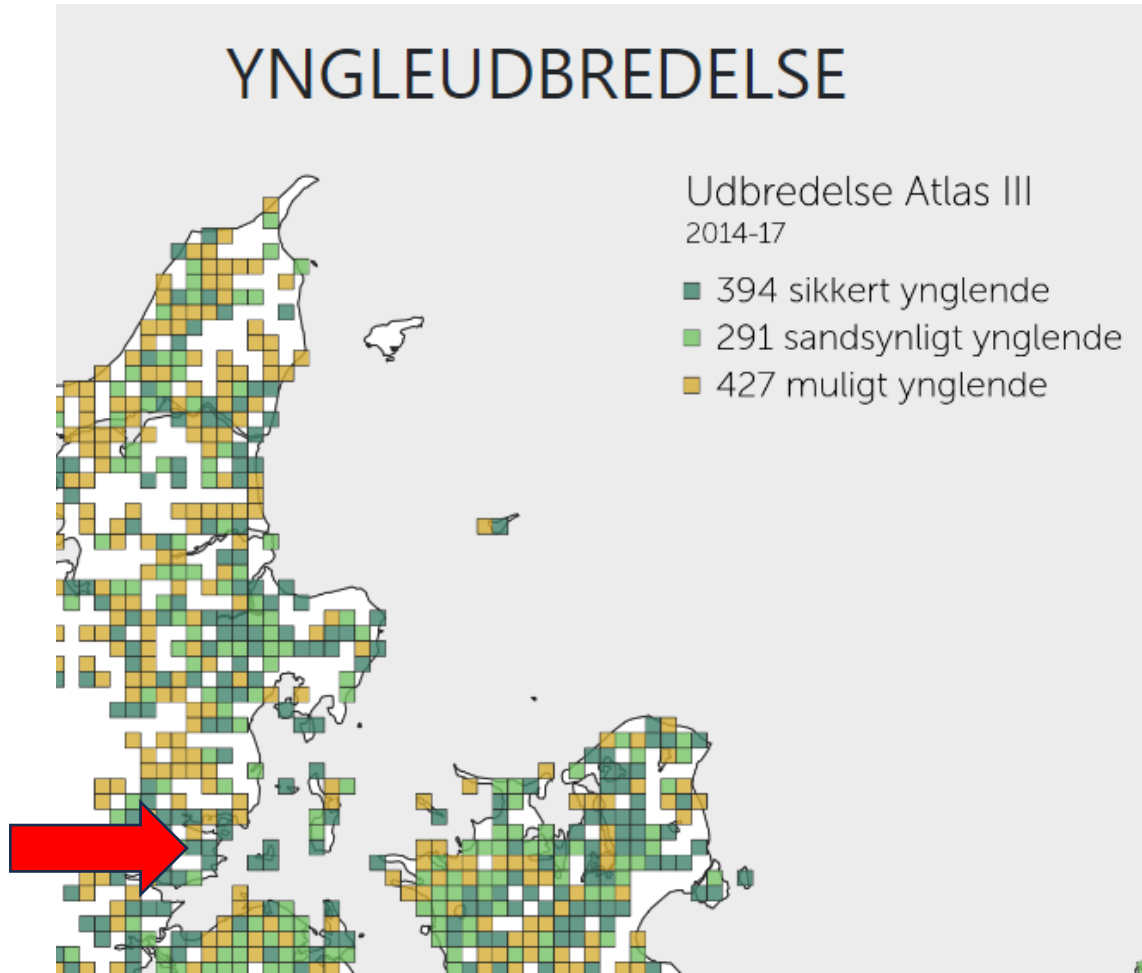 YNGLEUDBREDELSE
Udbredelse Atlas III
2014-17
394 sikkert ynglende
291 sandsynligt ynglende
427 muligt ynglende